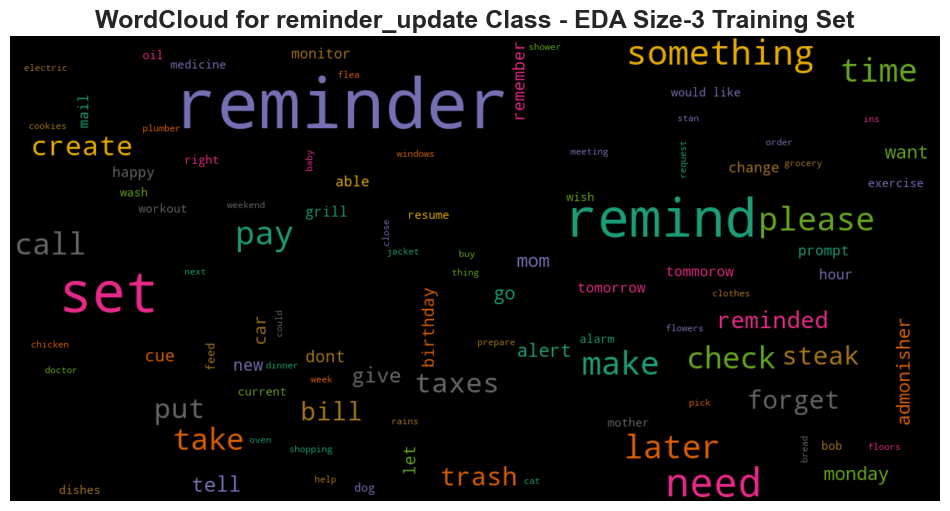 WordCloud for reminder_update Class - EDA Size-3 Training Set
electric
oil
medicine
monitor
flea
remember
shower
something
time
mail
reminder
would like
cookies
plumber
stan
ins
create
right
baby
windows
meeting
request
order
want
happy
able
change
grocery
exercise
wash
workout
weekend
grill
resume
wish
remind
please
call
pay
close
jacket
buy
mom
prompt
set
next
thing
go
tomorrow
tommorow
clothes
hour
car
could
birthday
reminded
chicken
cue
feed
new
dinner
dont
prepare
alert
alarm
flowers
make
check
steak
admonisher
doctor
current
week
give
taxes
put
bill
rains
pick
forget
take
oven
shopping
let
mother
later
bread
bob
floors
dishes
tell
help
dog
trash
cat
need
monday